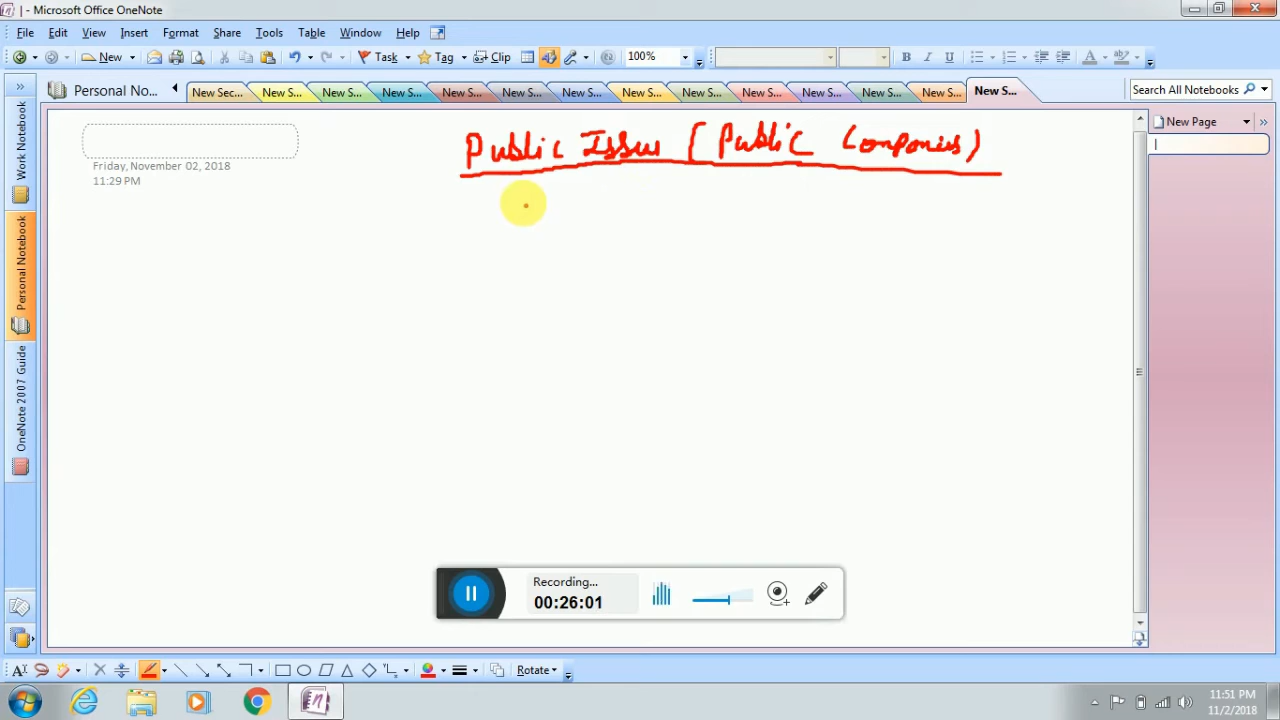 | - Microsoft Office OneNote
File Edit View Insert Format Share Tools Table Window Help
New Task Tag Clip 100% B I U A ab
Personal No... New Sec... New S... New S... New S... New S... New S... New S... New S... New S... New S... New S... New S... New S... New S... Search All Notebooks
New Page
Work Notebook
Personal Notebook
OneNote 2007 Guide
Friday, November 02, 2018
11:29 PM
Public Issue (Public Companies)
Recording...
00:26:01
A Rotate
11:51 PM
11/2/2018